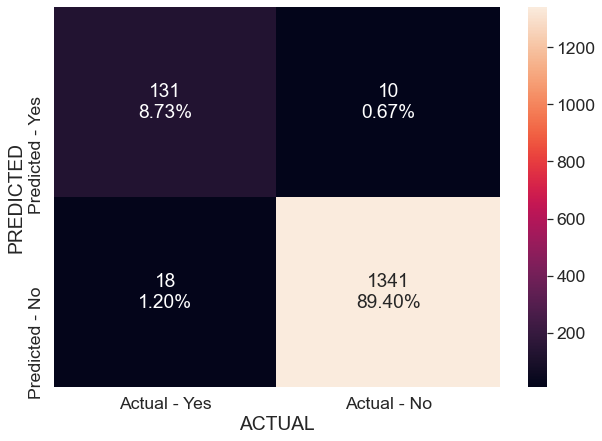 131
8.73%
10
0.67%
18
1.20%
1341
89.40%
PREDICTED
Predicted - Yes
Predicted - No
Actual - Yes
Actual - No
ACTUAL
1200
1000
800
600
400
200